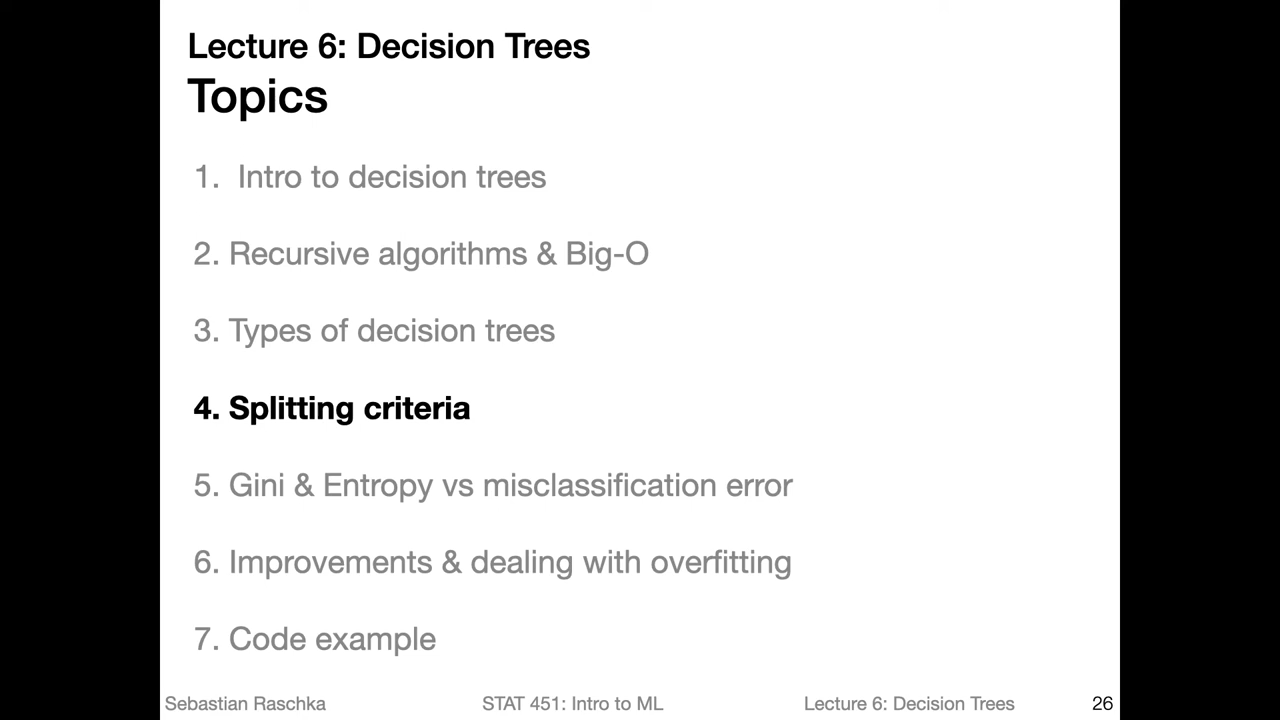 Lecture 6: Decision Trees
Topics
1. Intro to decision trees
2. Recursive algorithms & Big-O
3. Types of decision trees
4. Splitting criteria
5. Gini & Entropy vs misclassification error
6. Improvements & dealing with overfitting
7. Code example
Sebastian Raschka STAT 451: Intro to ML Lecture 6: Decision Trees 26